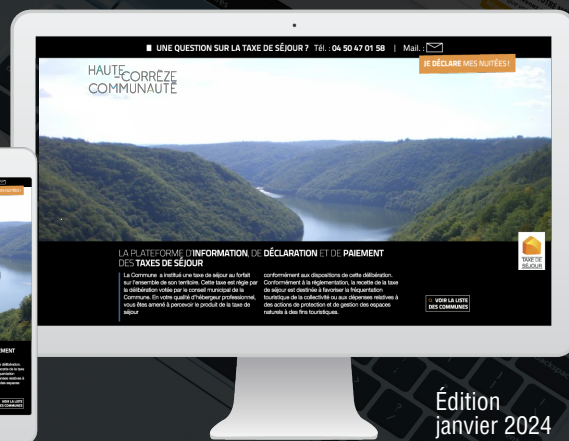 UNE QUESTION SUR LA TAXE DE SÉJOUR ? Tél. : 04 50 47 01 58 | Mail. :
JE DÉCLARE MES NUITÉES !
HAUTE
-CORRÈZE
COMMUNAUTÉ
LA PLATEFORME D'INFORMATION, DE DÉCLARATION ET DE PAIEMENT
DES TAXES DE SÉJOUR
La Commune a institué une taxe de séjour au forfait
sur l'ensemble de son territoire. Cette taxe est régie par
la délibération votée par le conseil municipal de la
Commune. En votre qualité d'hébergeur professionnel,
vous êtes amené à percevoir le produit de la taxe de
séjour
conformément aux dispositions de cette délibération.
Conformément à la réglementation, la recette de la taxe
de séjour est destinée à favoriser la fréquentation
touristique de la collectivité ou aux dépenses relatives à
des actions de protection et de gestion des espaces
naturels à des fins touristiques.
TAXE DE
SÉJOUR
VOIR LA LISTE
DES COMMUNES
VOIR LA LISTE
DES COMMUNES
Édition
janvier 2024